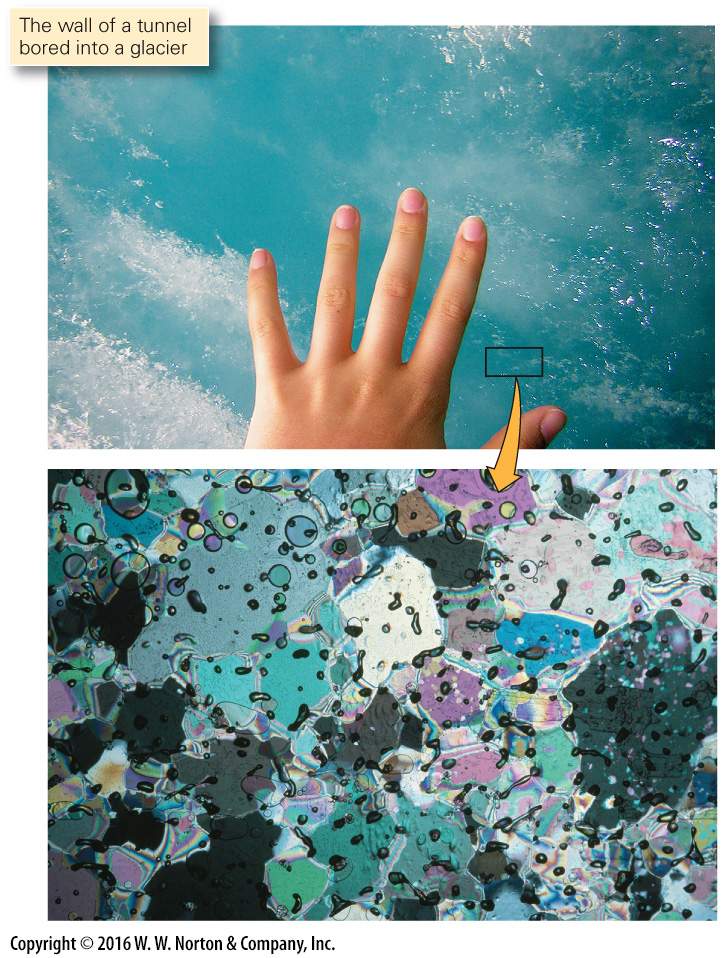 The wall of a tunnel
bored into a glacier
Copyright © 2016 W. W. Norton & Company, Inc.